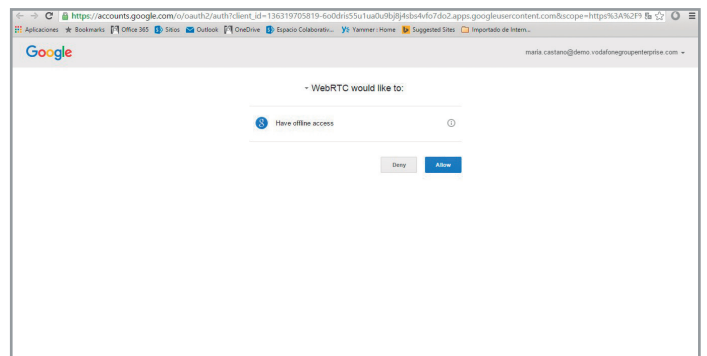 https://accounts.google.com/o/oauth2/auth?client_id=136319705819-6o0dris55u1ua0u9bj8j4sbs4vfo7do2.apps.googleusercontent.com&scope=https%3A%2F9
Aplicaciones Bookmarks Office 365 Sitios Outlook OneDrive Espacio Colaborativ... Yammer : Home Suggested Sites Importado de Intern...
Google maria.castano@demo.vodafonegroupenterprise.com
WebRTC would like to:
8 Have offline access
Deny Allow